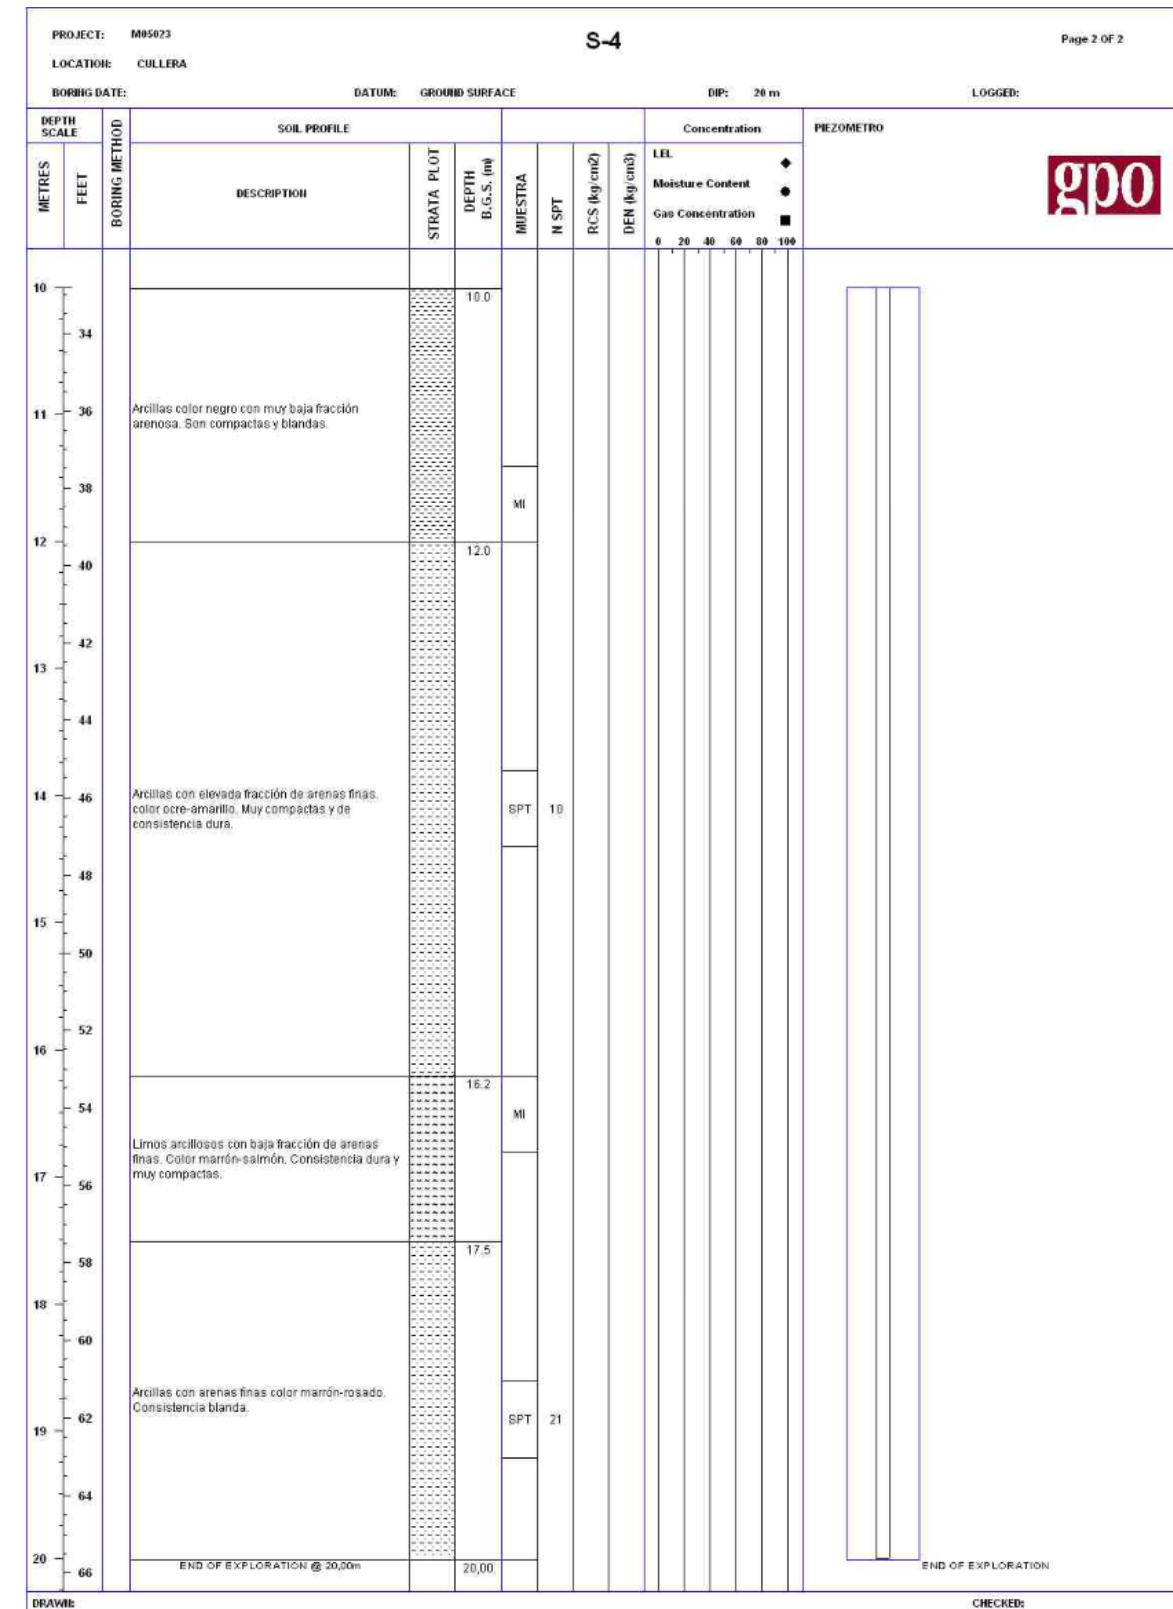 PROJECT: M05023
S-4
Page 2 OF 2
LOCATION: CULLERA
BORING DATE: DATUM: GROUND SURFACE DIP: 20 m LOGGED:
DEPTH SCALE
METRES
FEET
BORING METHOD
SOIL PROFILE
DESCRIPTION
STRATA PLOT
DEPTH B.G.S. (m)
MUESTRA
N SPT
RCS (kg/cm2)
DEN (kg/cm3)
Concentration
LEL
Moisture Content
Gas Concentration
0 20 40 60 80 100
PIEZOMETRO
gpo
10
10.0
34
11
36
Arcillas color negro con muy baja fracción
arenosa. Son compactas y blandas.
38
MI
12
12.0
40
42
13
44
14
46
Arcillas con elevada fracción de arenas finas.
color ocre-amarillo. Muy compactas y de
consistencia dura.
SPT 10
48
15
50
52
16
16.2
54
MI
Limos arcillosos con baja fracción de arenas
finas. Color marrón-salmón. Consistencia dura y
muy compactas.
17
56
17.5
58
18
60
Arcillas con arenas finas color marrón-rosado.
Consistencia blanda.
62
SPT 21
19
64
20
END OF EXPLORATION @ 20,00m
20,00
END OF EXPLORATION
66
DRAWN:
CHECKED: